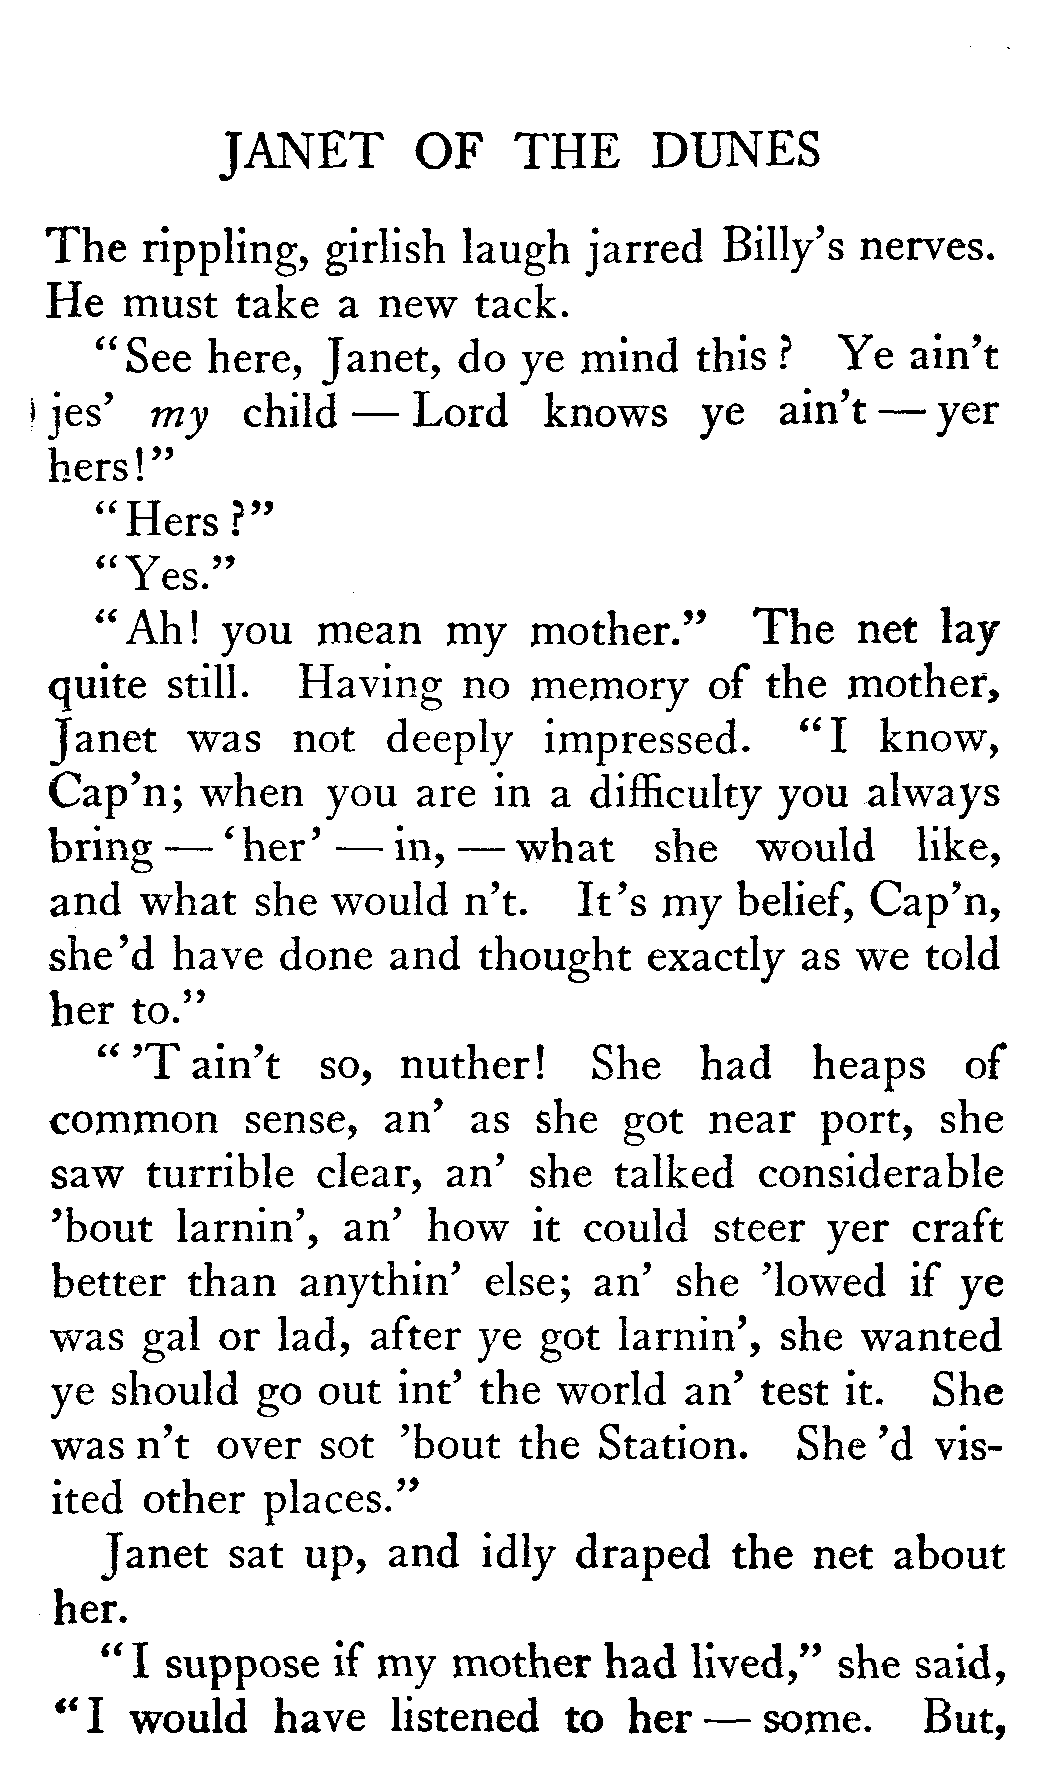 JANET OF THE DUNES
The rippling, girlish laugh jarred Billy's nerves.
He must take a new tack.
"See here, Janet, do ye mind this? Ye ain't
jes' my child — Lord knows ye ain't — yer
hers!"
"Hers?"
"Yes."
"Ah! you mean my mother." The net lay
quite still. Having no memory of the mother,
Janet was not deeply impressed. "I know,
Cap'n; when you are in a difficulty you always
bring — 'her' — in, — what she would like,
and what she would n't. It's my belief, Cap'n,
she'd have done and thought exactly as we told
her to."
"'T ain't so, nuther! She had heaps of
common sense, an' as she got near port, she
saw turrible clear, an' she talked considerable
'bout larnin', an' how it could steer yer craft
better than anythin' else; an' she 'lowed if ye
was gal or lad, after ye got larnin', she wanted
ye should go out int' the world an' test it. She
was n't over sot 'bout the Station. She 'd vis-
ited other places."
Janet sat up, and idly draped the net about
her.
"I suppose if my mother had lived," she said,
"I would have listened to her — some. But,